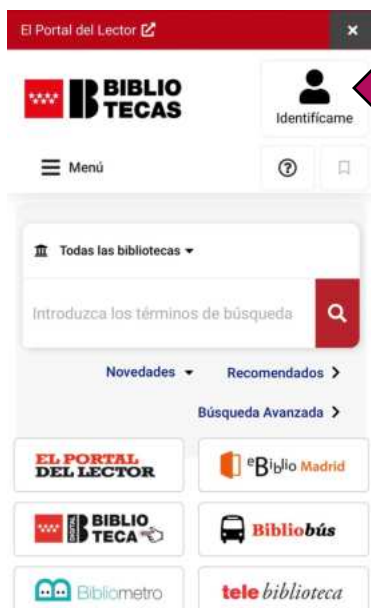 El Portal del Lector
BIBLIO
TECAS
Identifícame
Menú
Todas las bibliotecas
Introduzca los términos de búsqueda
Novedades
Recomendados
Búsqueda Avanzada
EL PORTAL
DEL LECTOR
eBiblio Madrid
DIGITAL BIBLIO
TECA
Bibliobús
Bibliometro
tele biblioteca